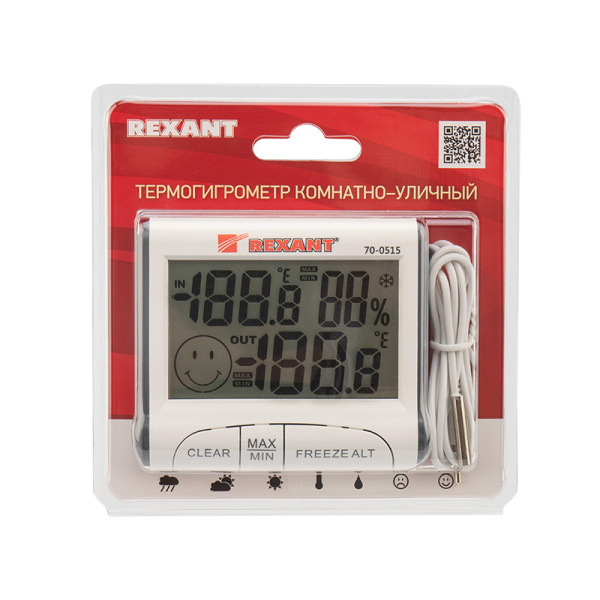 REXANT
ТЕРМОГИГРОМЕТР КОМНАТНО-УЛИЧНЫЙ
REXANT®
70-0515
IN -188.8 °C MAX MIN 88%
OUT -188.8 °C
MAX MIN
CLEAR
MAX
MIN
FREEZE ALT